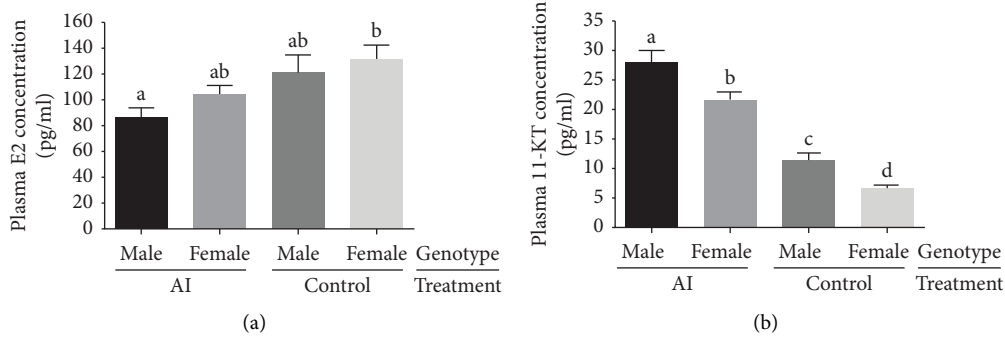 Plasma E2 concentration
(pg/ml)
160
140
120
100
80
60
40
20
0
a
ab
ab
b
Male Female Male Female Genotype
AI Control Treatment
(a)
Plasma 11-KT concentration
(pg/ml)
35
30
25
20
15
10
5
0
a
b
c
d
Male Female Male Female Genotype
AI Control Treatment
(b)